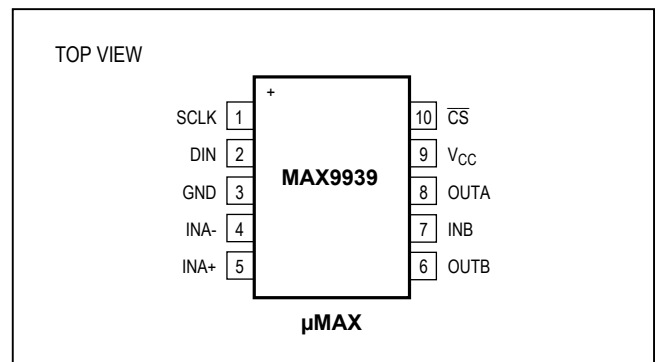 TOP VIEW
+
SCLK 1
DIN 2
GND 3
INA- 4
INA+ 5
MAX9939
10 C̅S̅
9 VCC
8 OUTA
7 INB
6 OUTB
µMAX